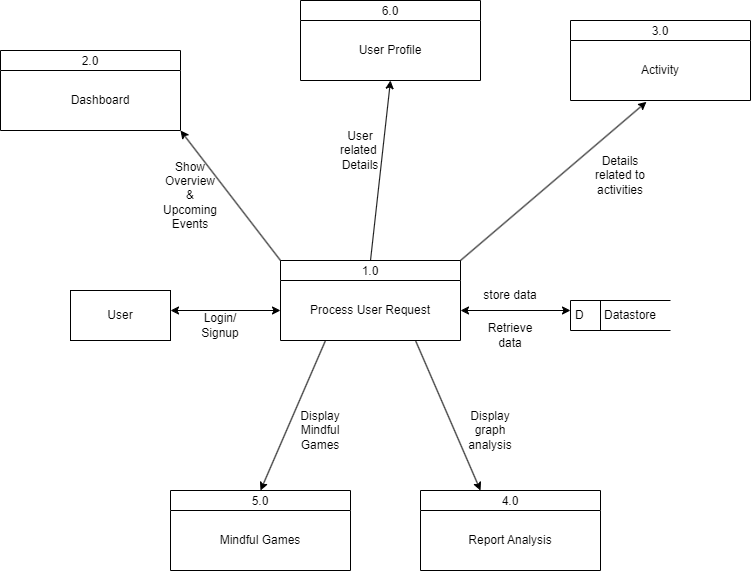 6.0
User Profile
3.0
Activity
2.0
Dashboard
User
related
Details
Show
Overview
&
Upcoming
Events
Details
related to
activities
1.0
Process User Request
User
Login/
Signup
store data
Retrieve
data
D
Datastore
Display
Mindful
Games
Display
graph
analysis
5.0
Mindful Games
4.0
Report Analysis